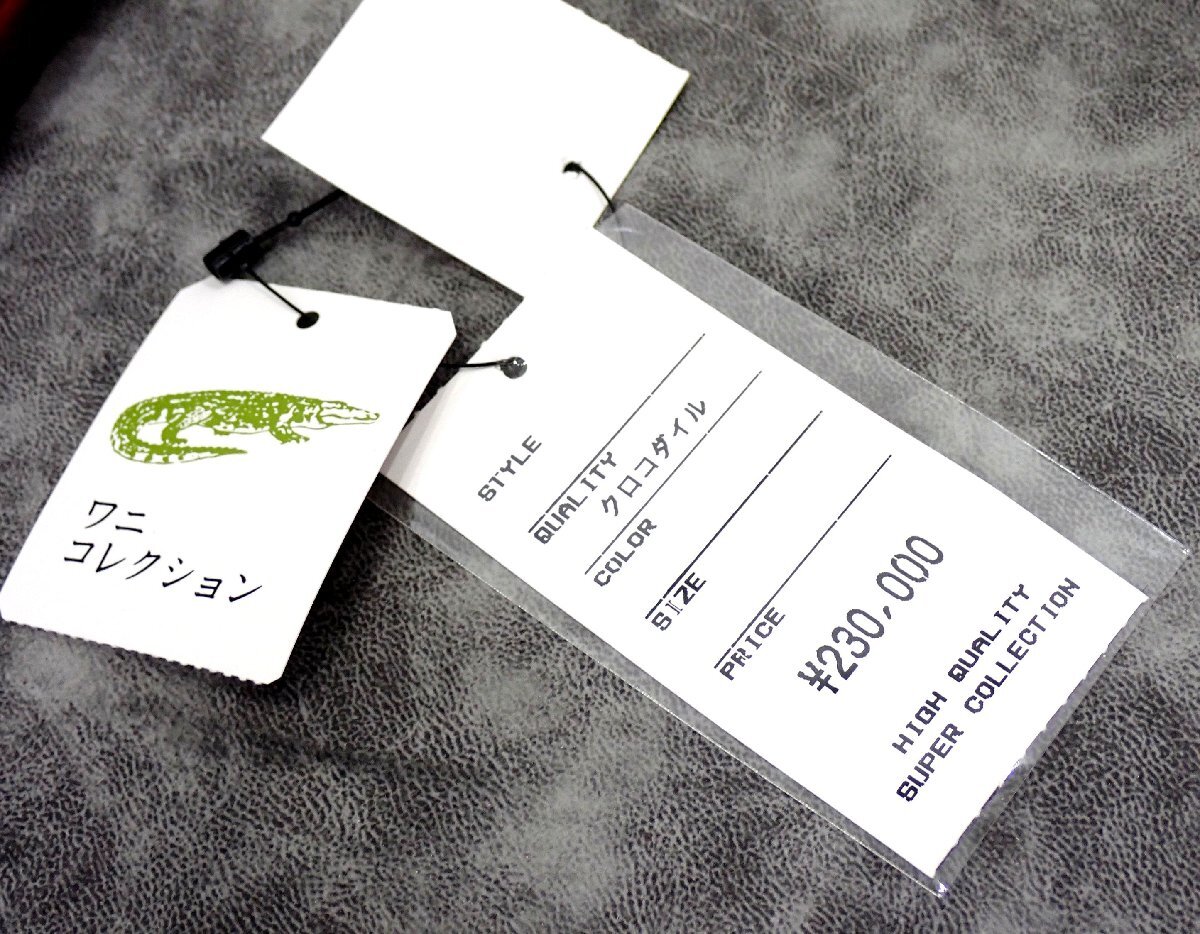 ワニ
コレクション
STYLE
QUALITY
クロコダイル
COLOR
SIZE
PRICE
¥230,000
HIGH QUALITY
SUPER COLLECTION